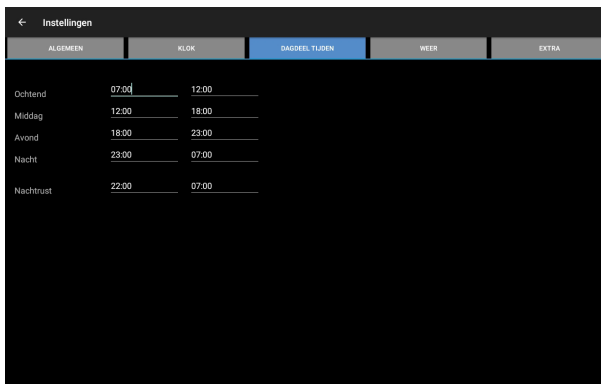 Instellingen
ALGEMEEN KLOK DAGDEEL TIJDEN WEER EXTRA
Ochtend 07:00 12:00
Middag 12:00 18:00
Avond 18:00 23:00
Nacht 23:00 07:00
Nachtrust 22:00 07:00